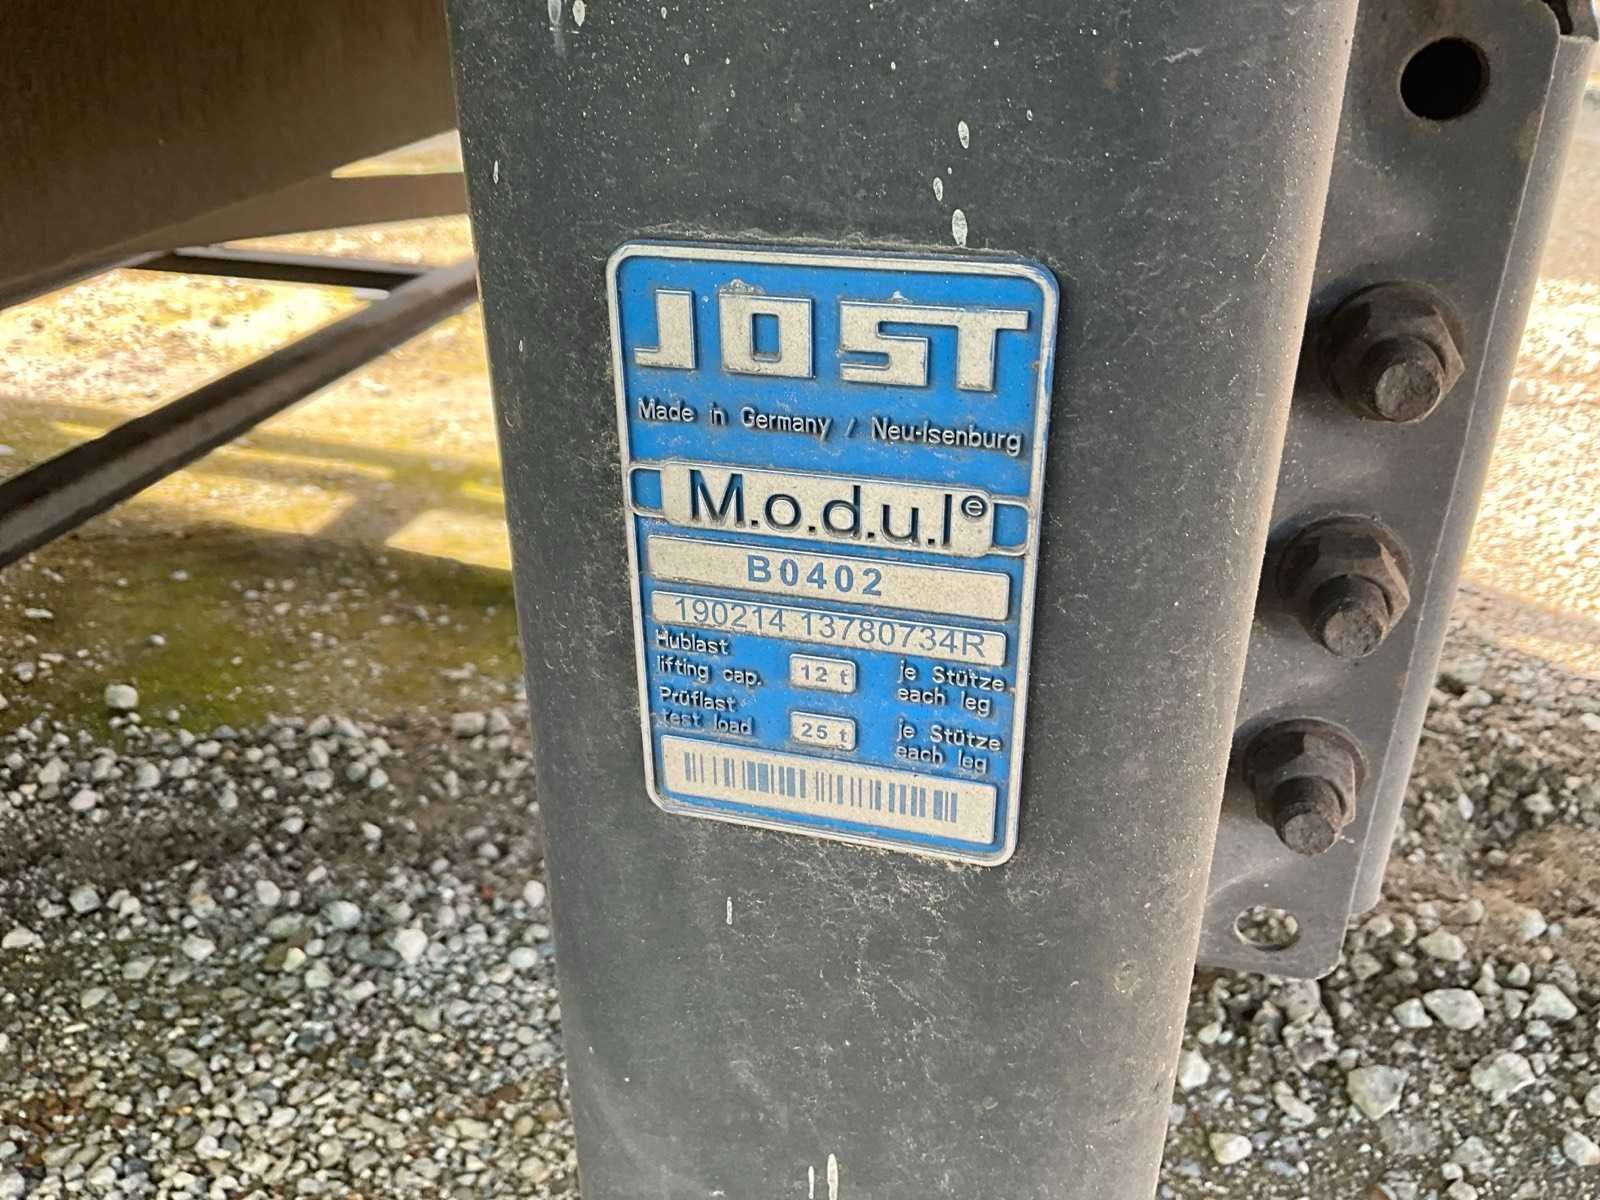 JOST
Made in Germany / Neu-Isenburg
M.o.d.u.l®
B0402
190214 13780734R
Hublast
lifting cap. 12 t je Stütze each leg
Prüflast
test load 25 t je Stütze each leg